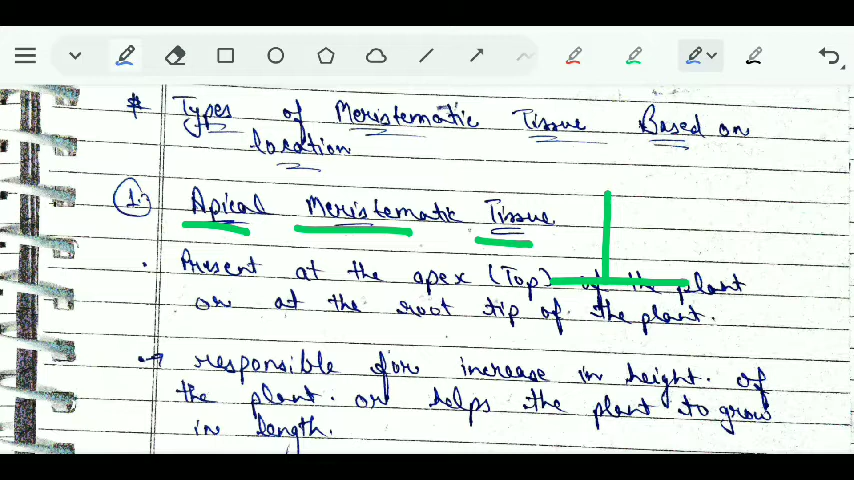 * Types of Meristematic Tissue Based on
location
1. Apical Meristematic Tissue
. Present at the apex (Top) of the plant
or at the root tip of the plant.
→ responsible for increase in height. of
the plant. or helps the plant to grow
in length.